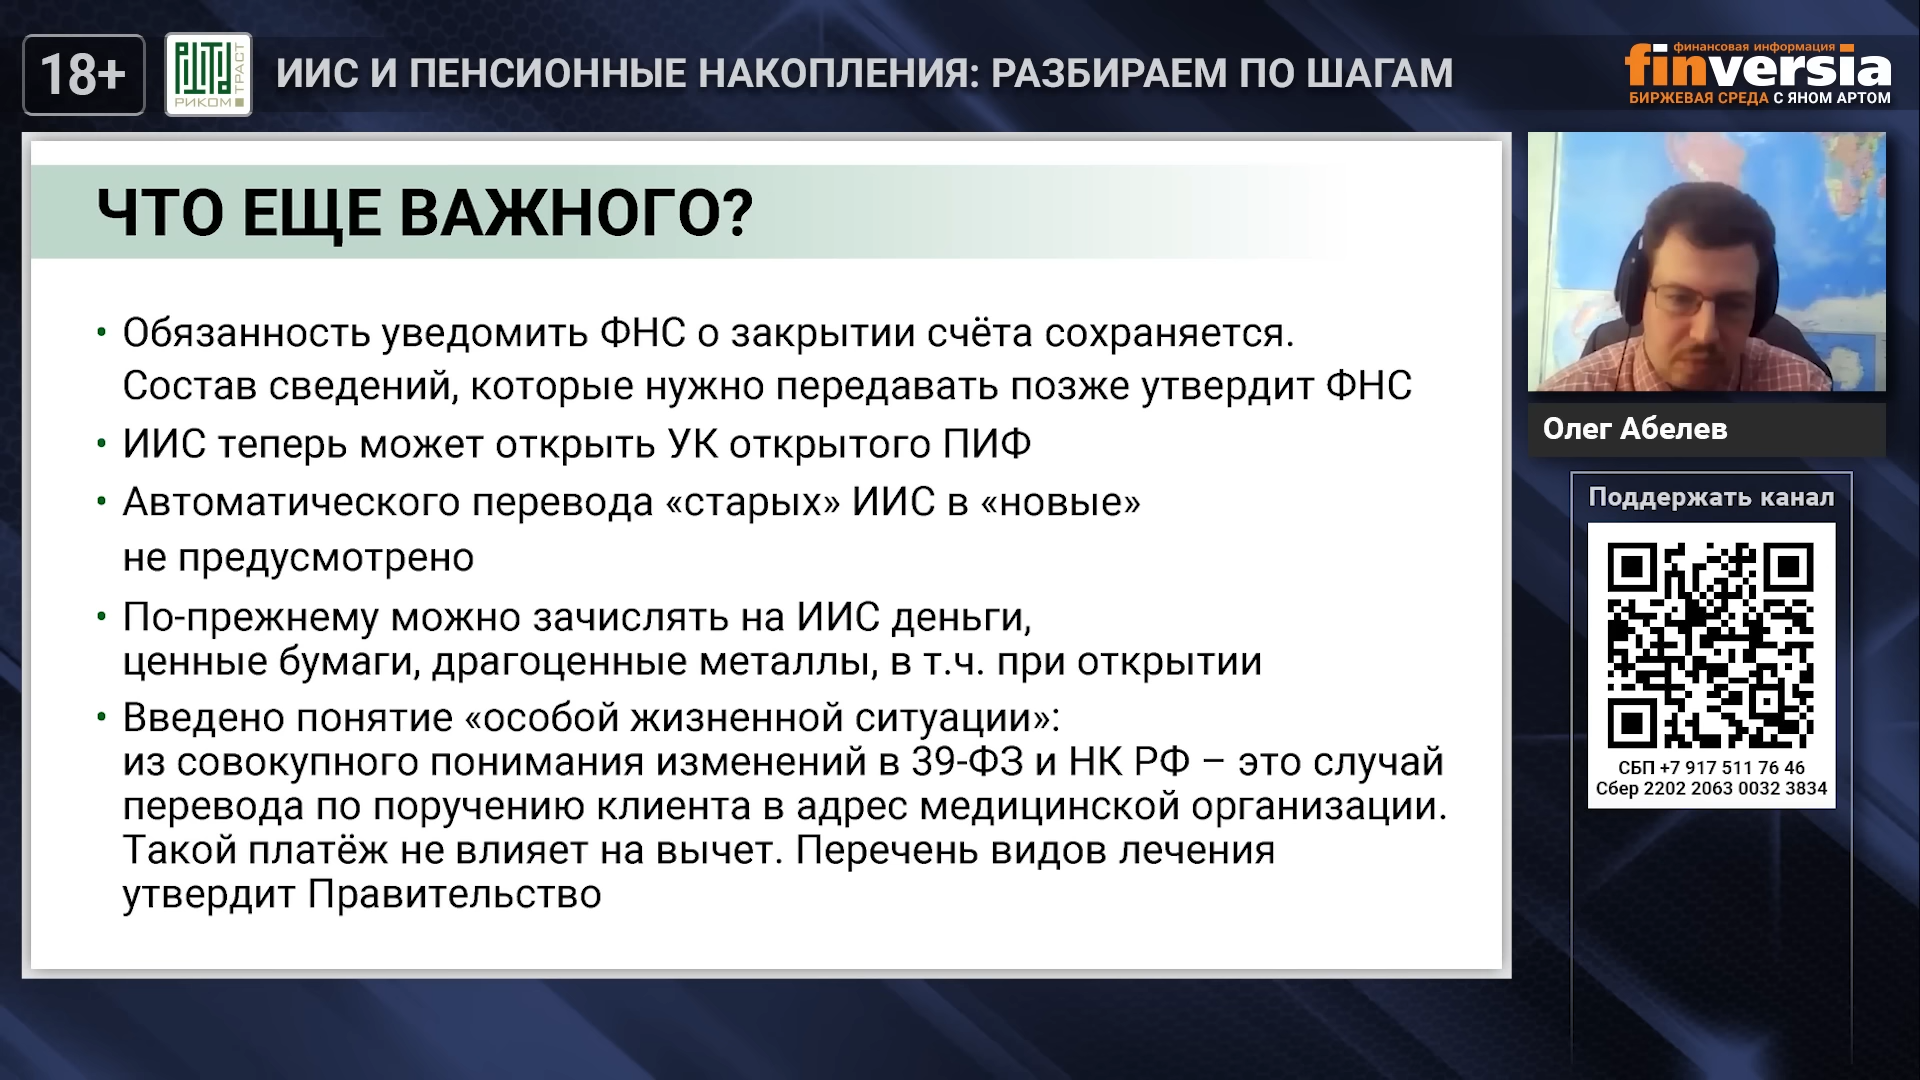 18+
РИКОМ
ТРАСТ
ИИС И ПЕНСИОННЫЕ НАКОПЛЕНИЯ: РАЗБИРАЕМ ПО ШАГАМ
финансовая информация
finversia
БИРЖЕВАЯ СРЕДА С ЯНОМ АРТОМ
ЧТО ЕЩЕ ВАЖНОГО?
• Обязанность уведомить ФНС о закрытии счёта сохраняется.
Состав сведений, которые нужно передавать позже утвердит ФНС
• ИИС теперь может открыть УК открытого ПИФ
• Автоматического перевода «старых» ИИС в «новые»
не предусмотрено
• По-прежнему можно зачислять на ИИС деньги,
ценные бумаги, драгоценные металлы, в т.ч. при открытии
• Введено понятие «особой жизненной ситуации»:
из совокупного понимания изменений в 39-ФЗ и НК РФ – это случай
перевода по поручению клиента в адрес медицинской организации.
Такой платёж не влияет на вычет. Перечень видов лечения
утвердит Правительство
Олег Абелев
Поддержать канал
СБП +7 917 511 76 46
Сбер 2202 2063 0032 3834